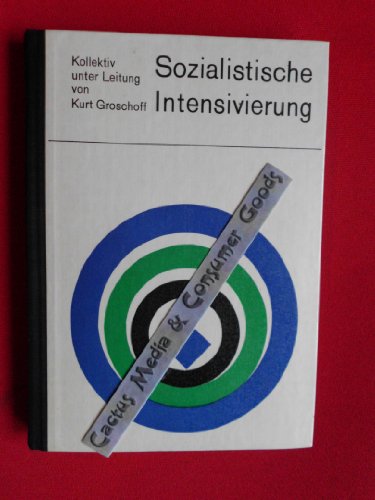 Kollektiv
unter Leitung
von
Kurt Groschoff
Sozialistische
Intensivierung
Cactus Media & Consumer Goods